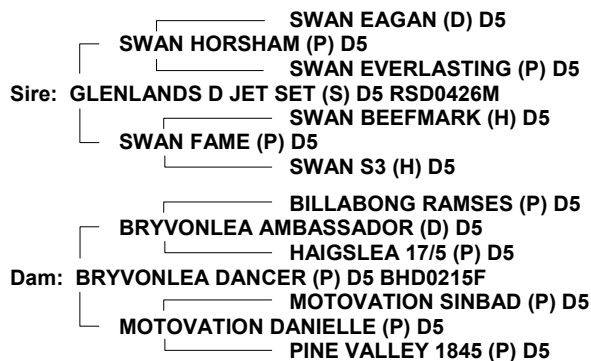 SWAN EAGAN (D) D5
SWAN HORSHAM (P) D5
SWAN EVERLASTING (P) D5
Sire: GLENLANDS D JET SET (S) D5 RSD0426M
SWAN BEEFMARK (H) D5
SWAN FAME (P) D5
SWAN S3 (H) D5
BILLABONG RAMSES (P) D5
BRYVONLEA AMBASSADOR (D) D5
HAIGSLEA 17/5 (P) D5
Dam: BRYVONLEA DANCER (P) D5 BHD0215F
MOTOVATION SINBAD (P) D5
MOTOVATION DANIELLE (P) D5
PINE VALLEY 1845 (P) D5